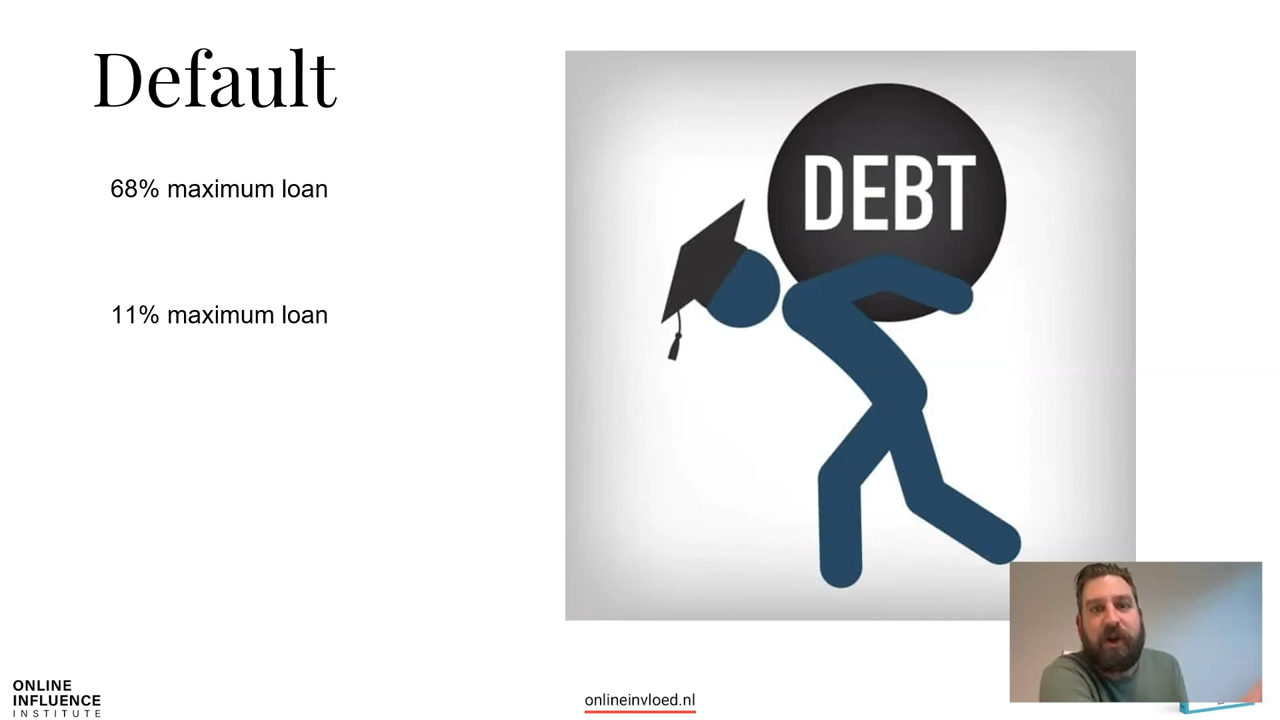 Default
68% maximum loan
11% maximum loan
DEBT
ONLINE
INFLUENCE
INSTITUTE
onlineinvloed.nl